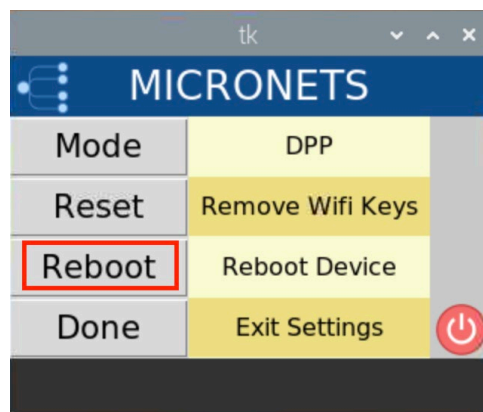 tk
MICRONETS
Mode DPP
Reset Remove Wifi Keys
Reboot Reboot Device
Done Exit Settings